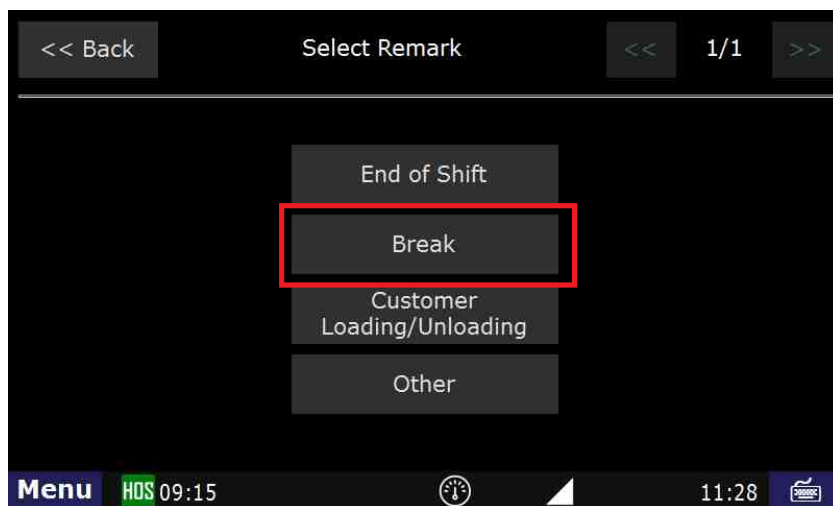 << Back
Select Remark
<<
1/1
>>
End of Shift
Break
Customer
Loading/Unloading
Other
Menu
HOS 09:15
11:28